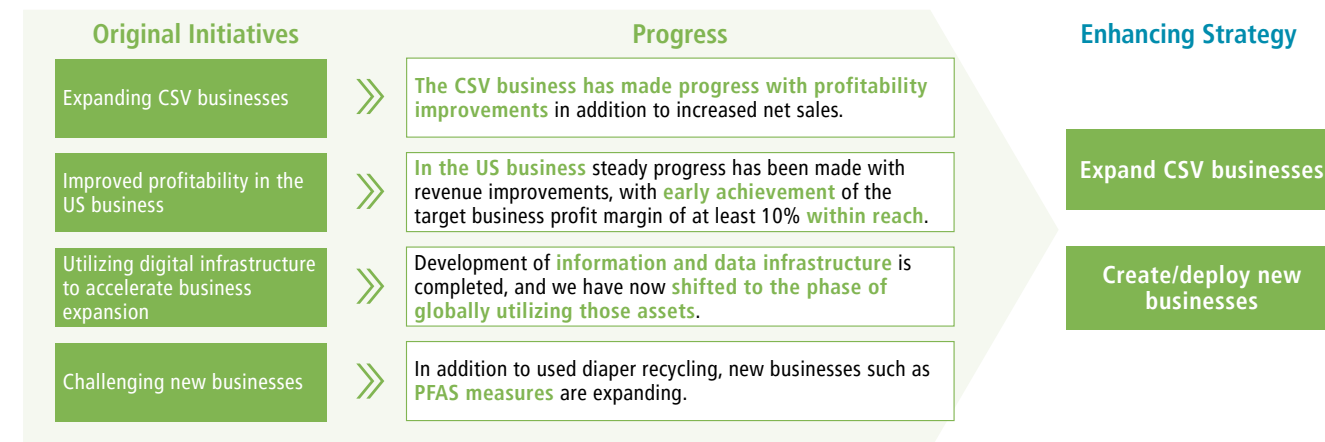 Original Initiatives
Progress
Enhancing Strategy
Expanding CSV businesses
The CSV business has made progress with profitability
improvements in addition to increased net sales.
Improved profitability in the
US business
In the US business steady progress has been made with
revenue improvements, with early achievement of the
target business profit margin of at least 10% within reach.
Utilizing digital infrastructure
to accelerate business
expansion
Development of information and data infrastructure is
completed, and we have now shifted to the phase of
globally utilizing those assets.
Challenging new businesses
In addition to used diaper recycling, new businesses such as
PFAS measures are expanding.
Expand CSV businesses
Create/deploy new
businesses